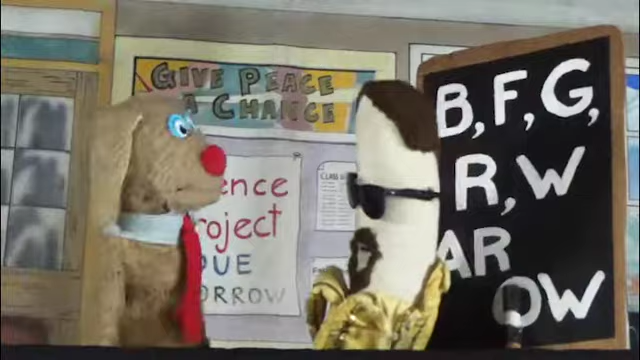 GIVE PEACE
A CHANCE
ence
roject
DUE
ORROW
B, F, G,
R, W
AR
OW